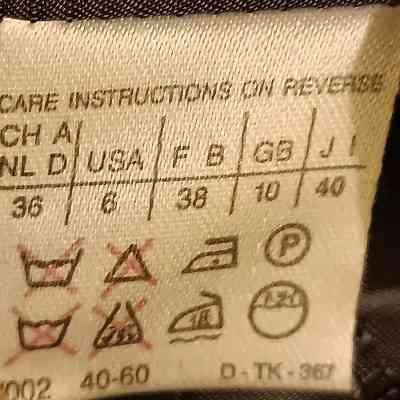 CARE INSTRUCTIONS ON REVERSE
CH A
NL D USA F B GB J I
36 6 38 10 40
P
002 40-60 D-TK-367